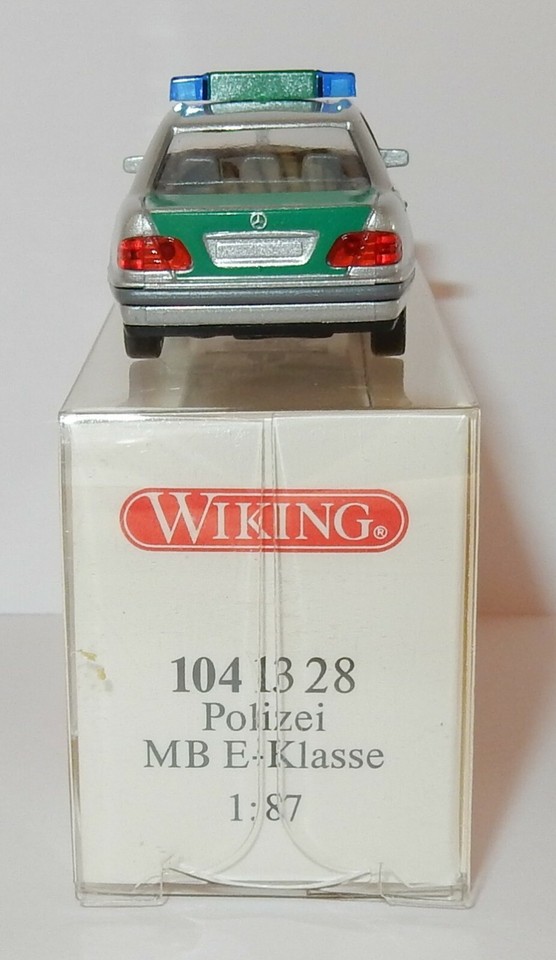 WIKING®
104 13 28
Polizei
MB E-Klasse
1:87